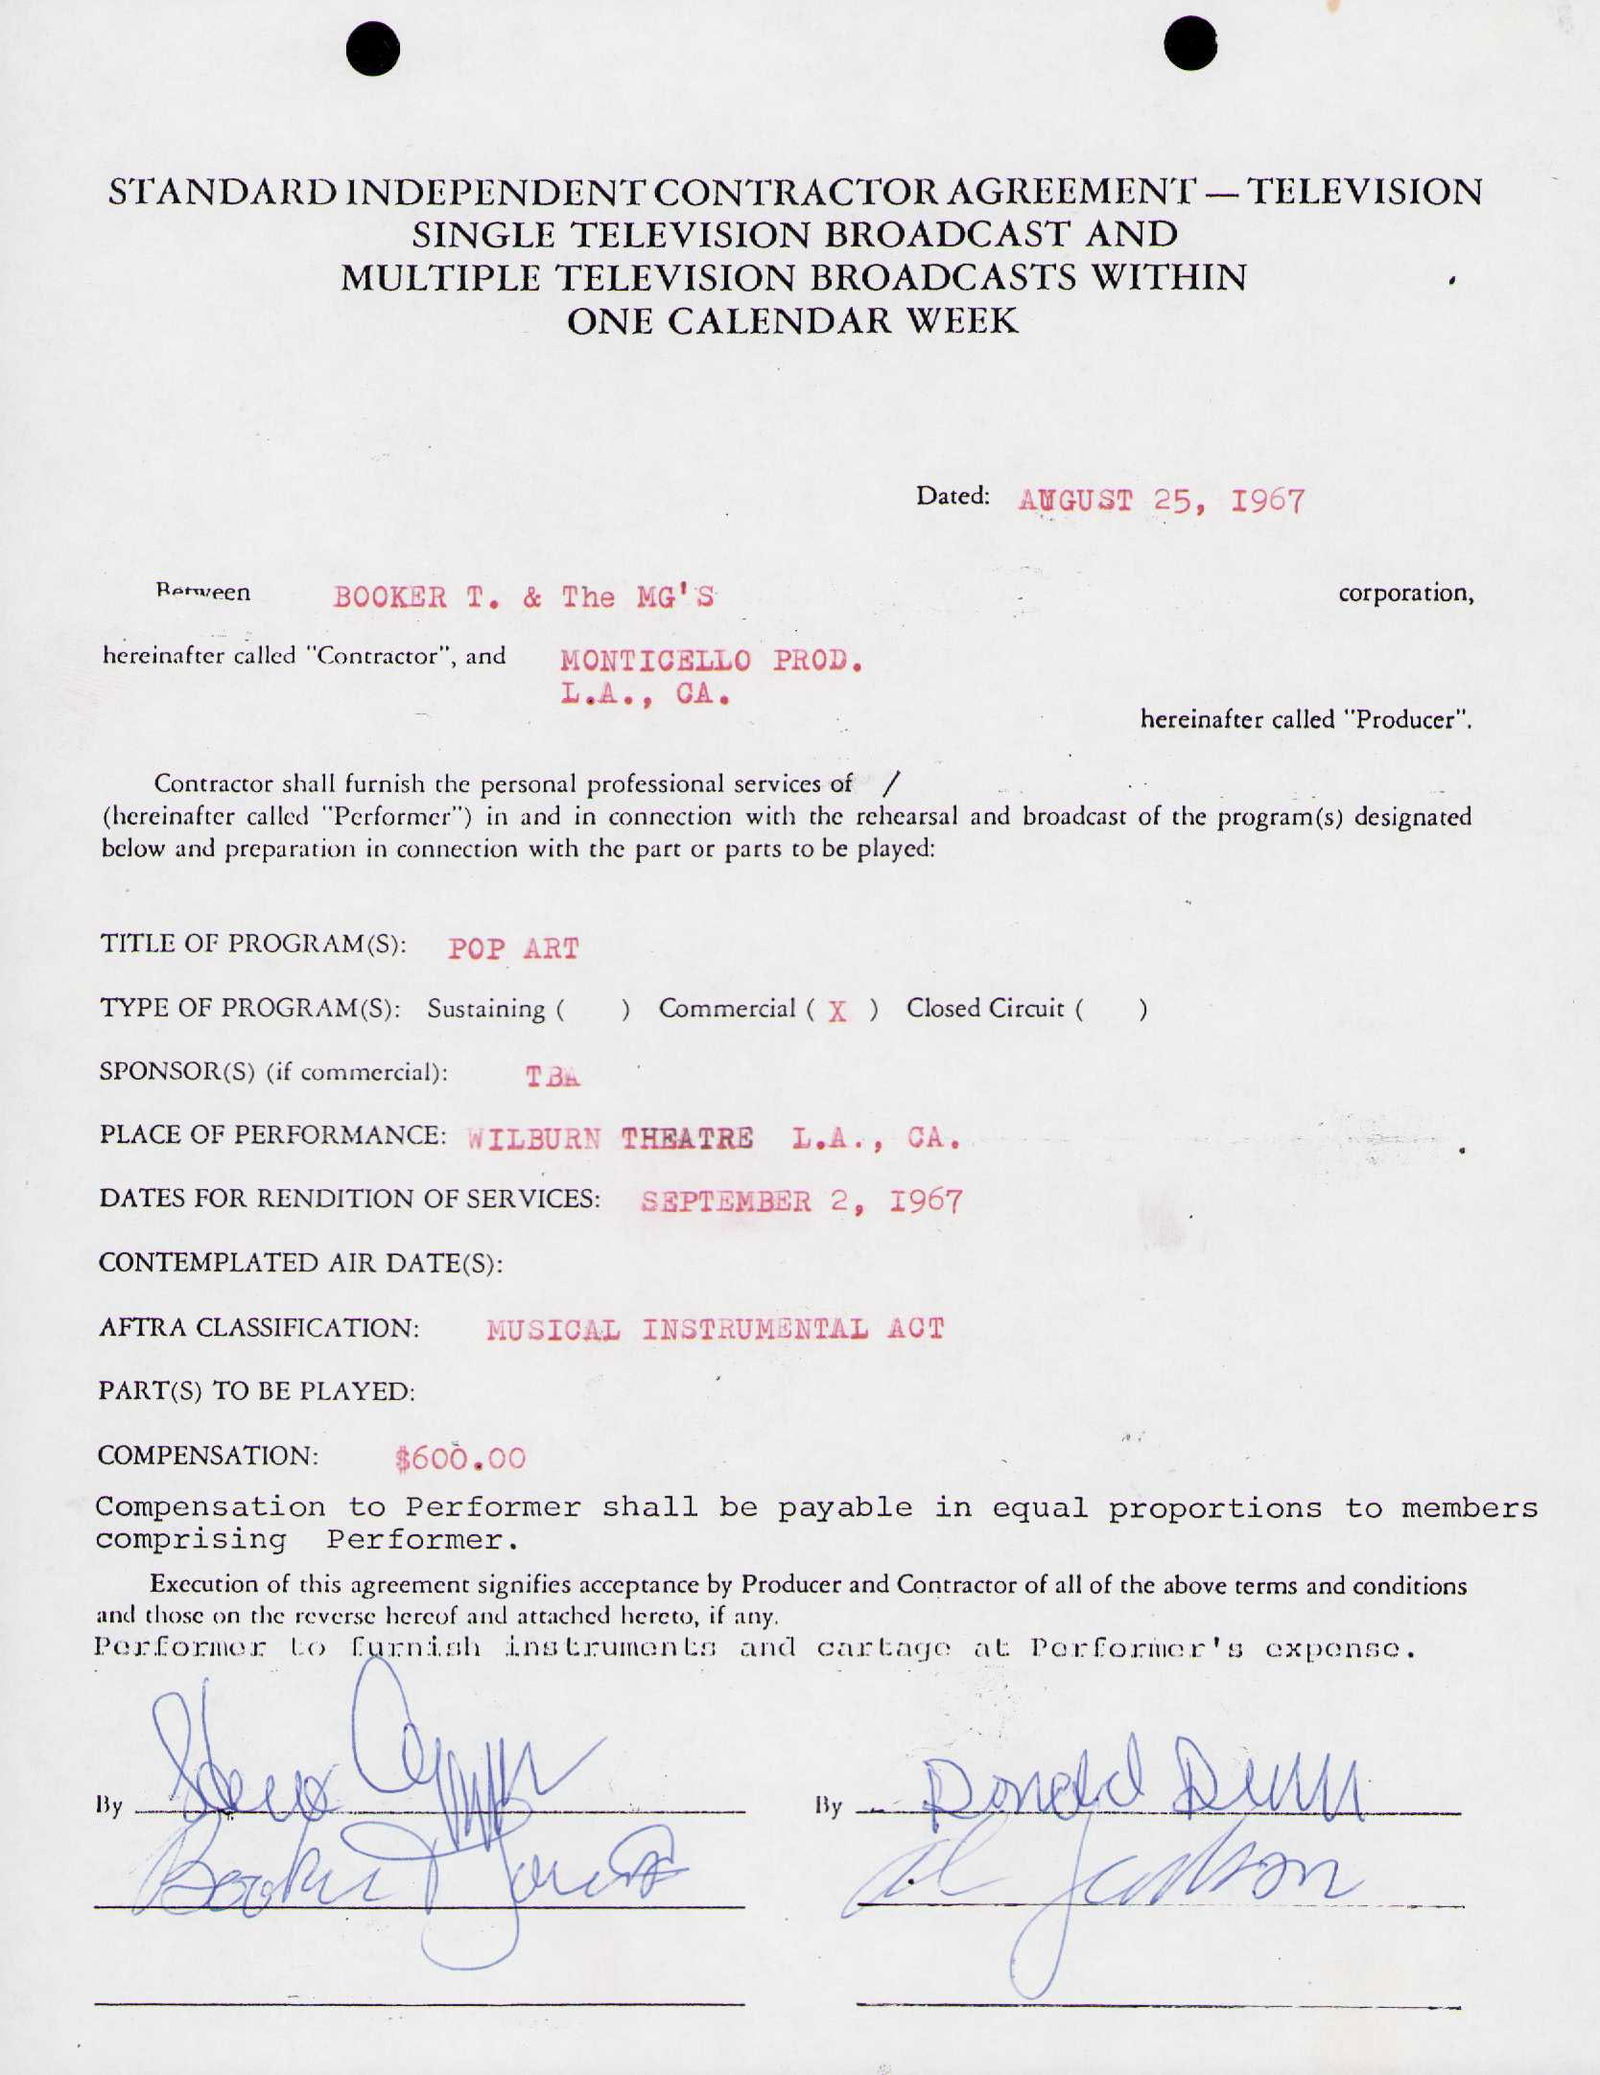 STANDARD INDEPENDENT CONTRACTOR AGREEMENT — TELEVISION
SINGLE TELEVISION BROADCAST AND
MULTIPLE TELEVISION BROADCASTS WITHIN
ONE CALENDAR WEEK
Dated: AUGUST 25, 1967
Between BOOKER T. & The MG'S corporation,
hereinafter called "Contractor", and MONTICELLO PROD.
L.A., CA.
hereinafter called "Producer".
Contractor shall furnish the personal professional services of /
(hereinafter called "Performer") in and in connection with the rehearsal and broadcast of the program(s) designated
below and preparation in connection with the part or parts to be played:
TITLE OF PROGRAM(S): POP ART
TYPE OF PROGRAM(S): Sustaining ( ) Commercial ( X ) Closed Circuit ( )
SPONSOR(S) (if commercial): TBA
PLACE OF PERFORMANCE: WILBURN THEATRE L.A., CA.
DATES FOR RENDITION OF SERVICES: SEPTEMBER 2, 1967
CONTEMPLATED AIR DATE(S):
AFTRA CLASSIFICATION: MUSICAL INSTRUMENTAL ACT
PART(S) TO BE PLAYED:
COMPENSATION: $600.00
Compensation to Performer shall be payable in equal proportions to members
comprising Performer.
Execution of this agreement signifies acceptance by Producer and Contractor of all of the above terms and conditions
and those on the reverse hereof and attached hereto, if any.
Performer to furnish instruments and cartage at Performer's expense.
By Steve Cropper By Donald Dunn
Booker T Jones Al Jackson